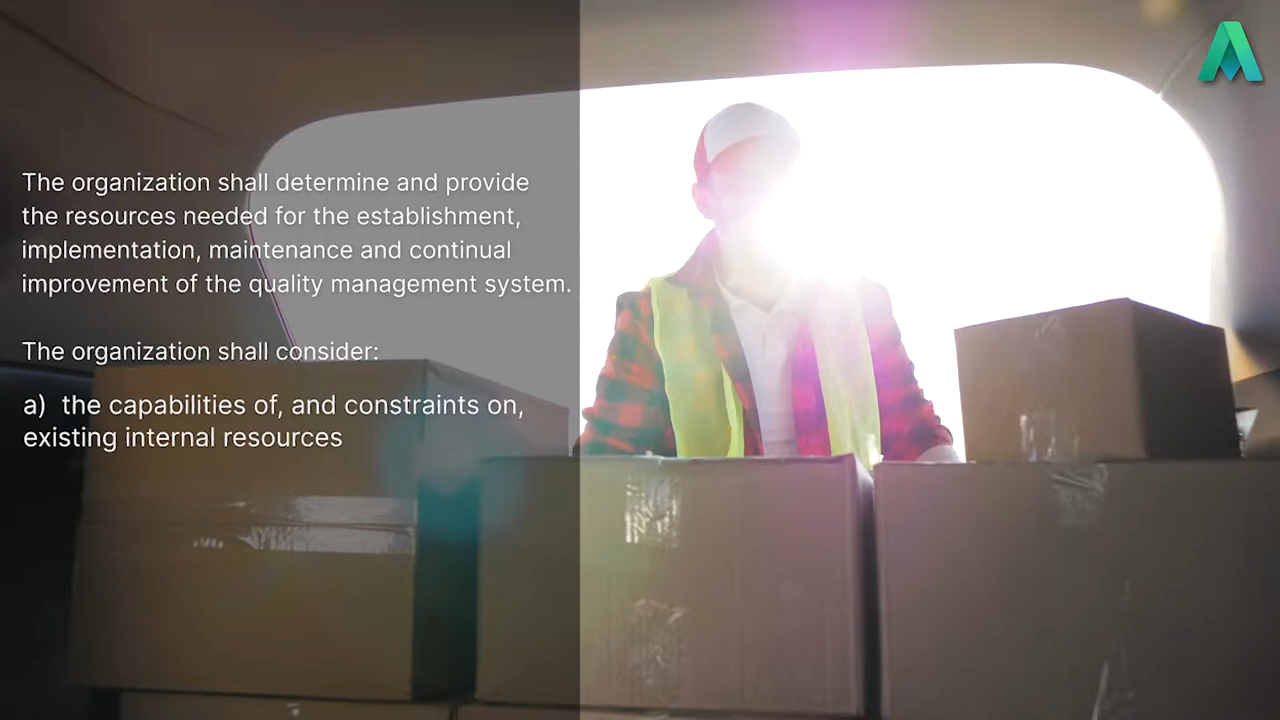 The organization shall determine and provide
the resources needed for the establishment,
implementation, maintenance and continual
improvement of the quality management system.
The organization shall consider:
a) the capabilities of, and constraints on,
existing internal resources